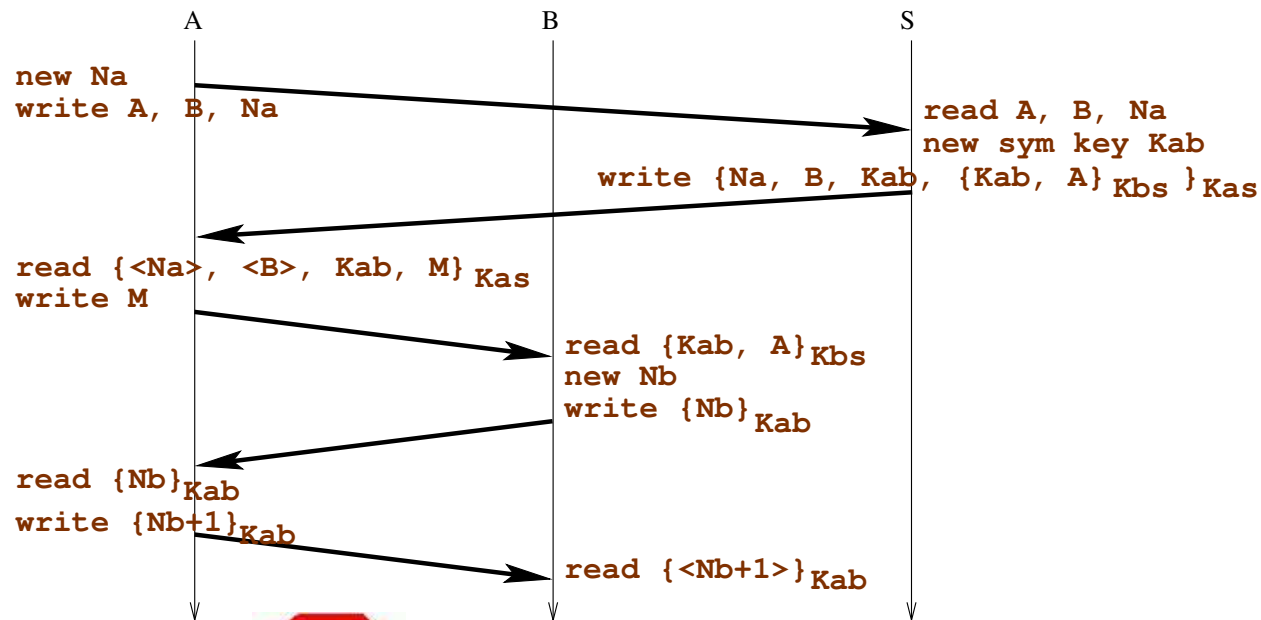 A B S
new Na
write A, B, Na
read A, B, Na
new sym key Kab
write {Na, B, Kab, {Kab, A}Kbs }Kas
read {<Na>, <B>, Kab, M}Kas
write M
read {Kab, A}Kbs
new Nb
write {Nb}Kab
read {Nb}Kab
write {Nb+1}Kab
read {<Nb+1>}Kab